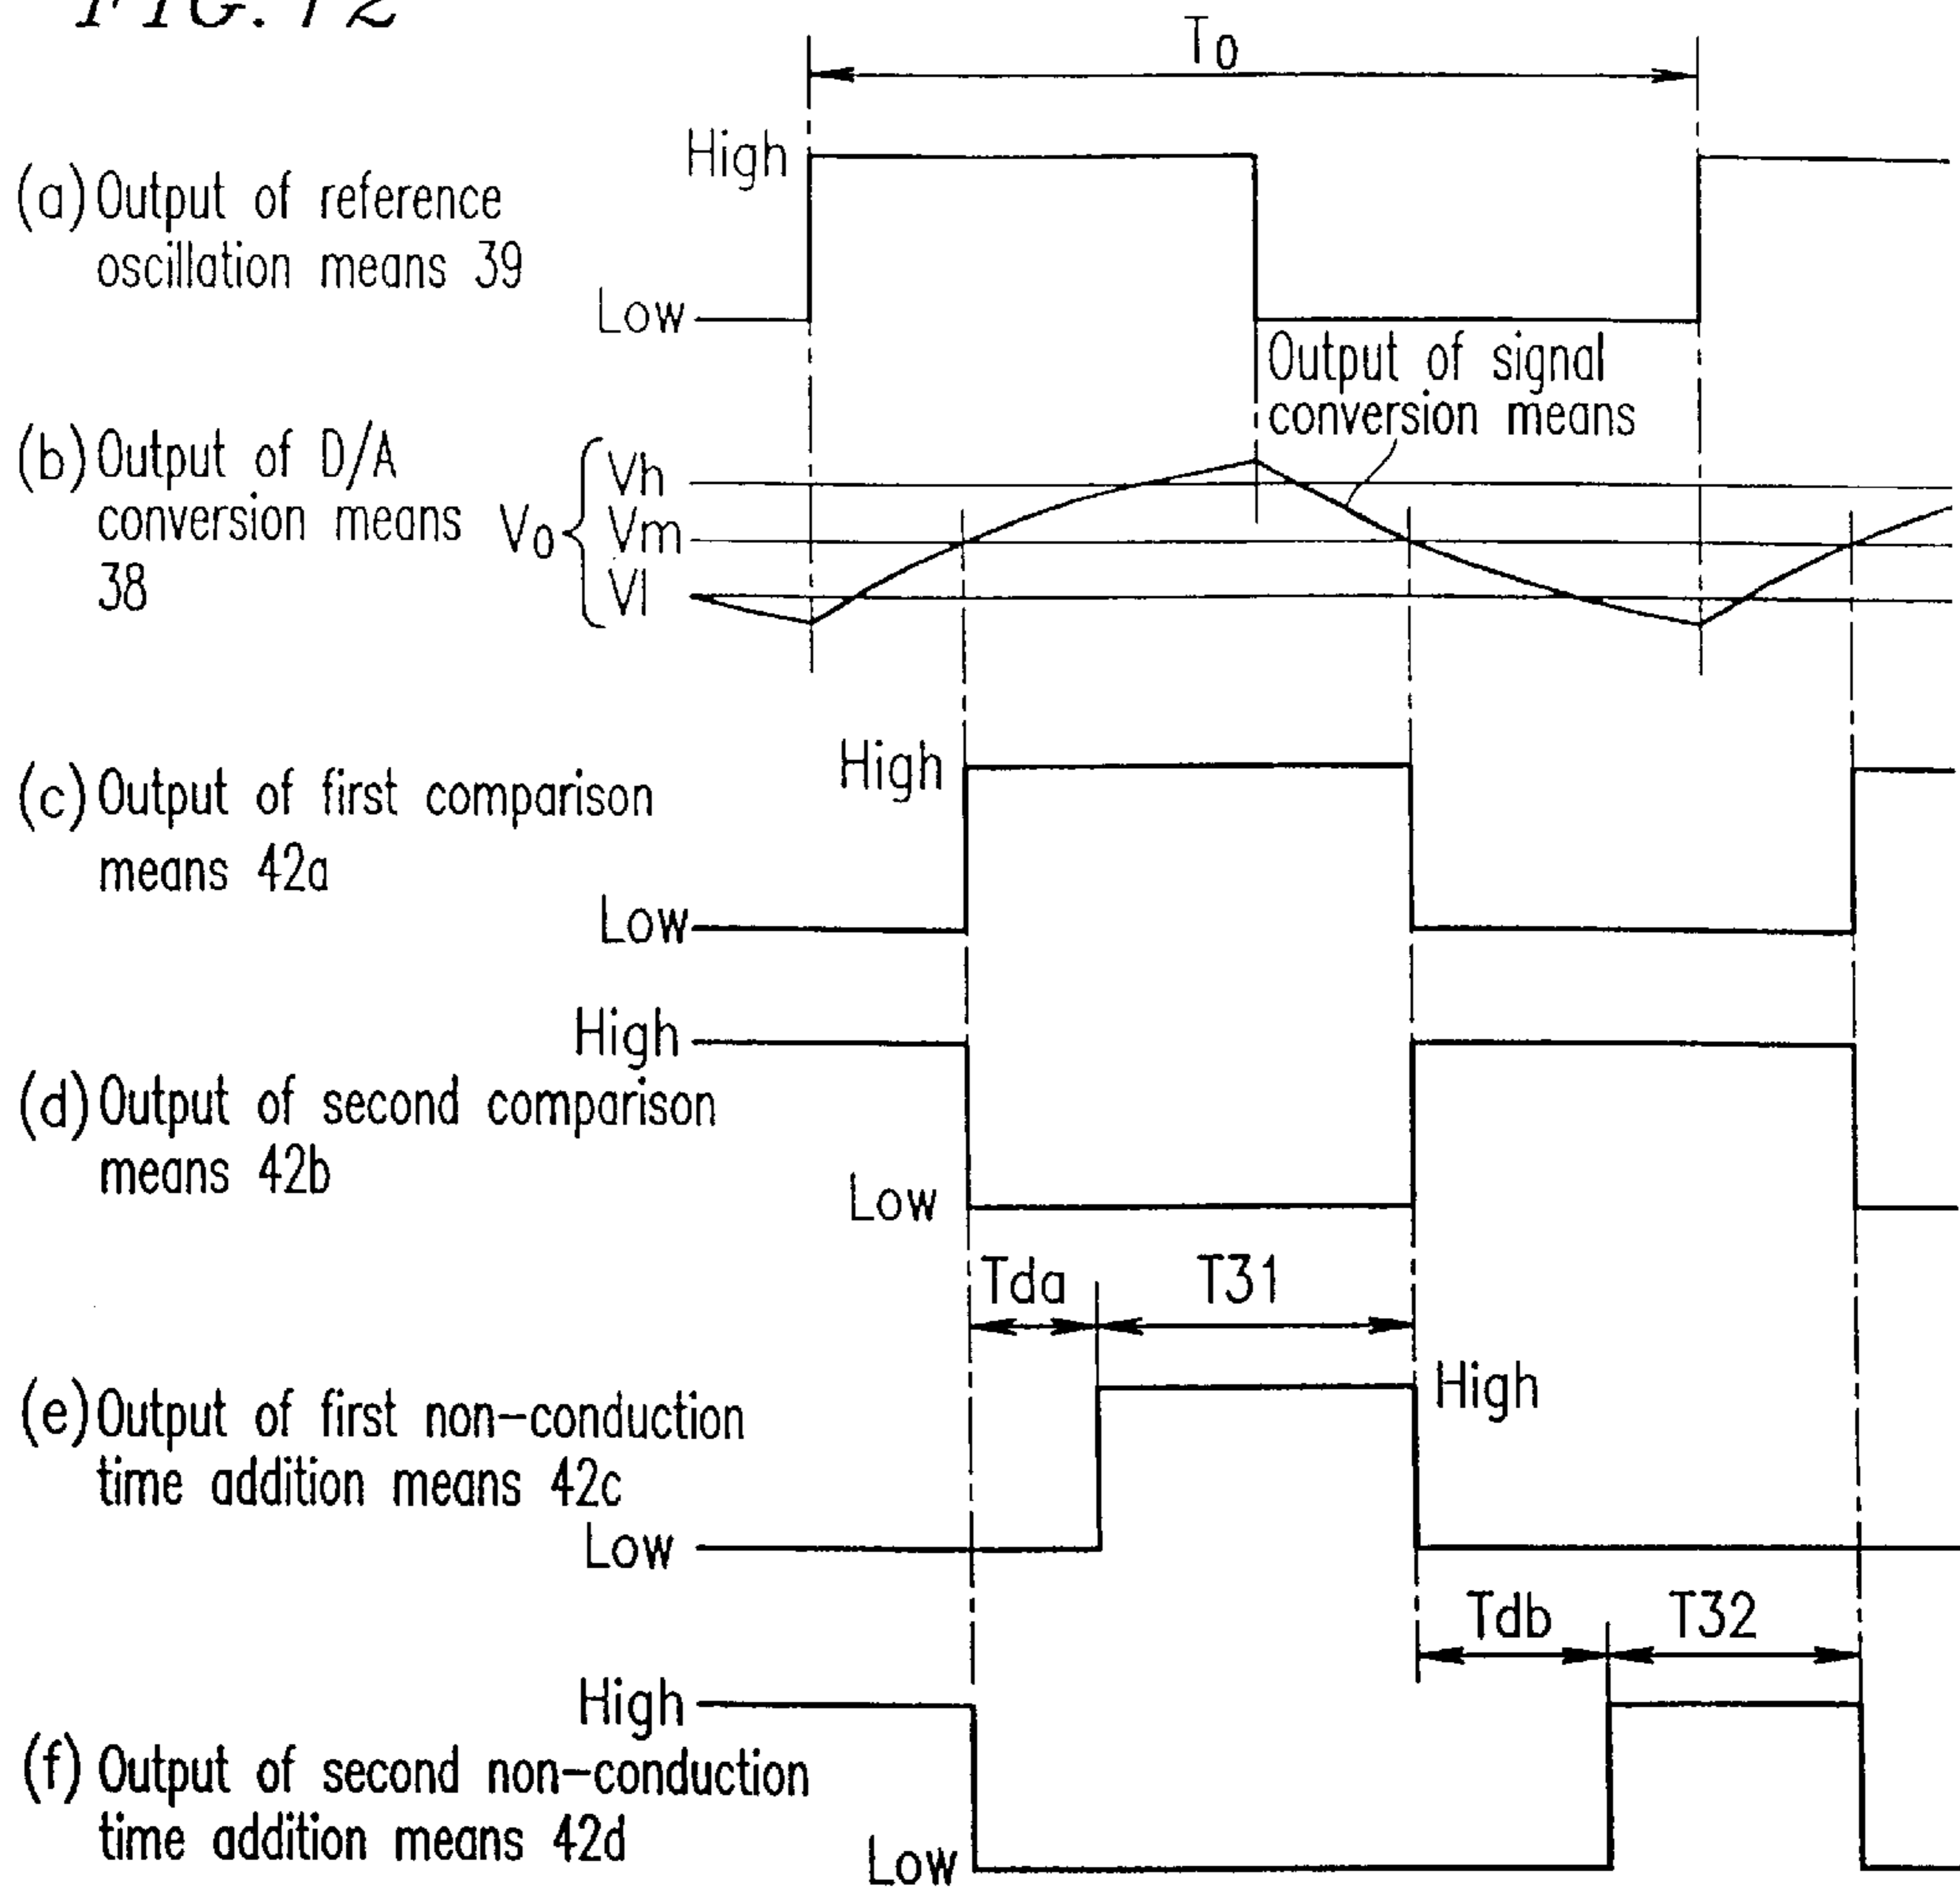 T0
High
(a) Output of reference
oscillation means 39
Low
Output of signal
conversion means
(b) Output of D/A
conversion means
38
V0
Vh
Vm
Vl
High
(c) Output of first comparison
means 42a
Low
High
(d) Output of second comparison
means 42b
Low
Tda
T31
High
(e) Output of first non-conduction
time addition means 42c
Low
Tdb
T32
High
(f) Output of second non-conduction
time addition means 42d
Low